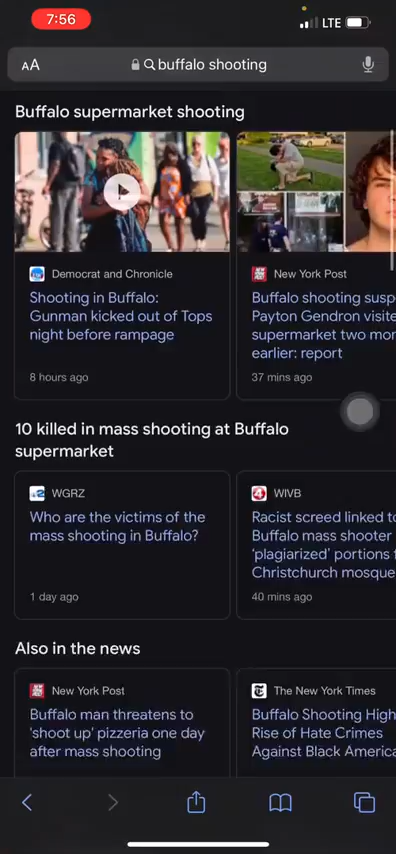 7:56
LTE
AA
buffalo shooting
Buffalo supermarket shooting
Democrat and Chronicle
Shooting in Buffalo:
Gunman kicked out of Tops
night before rampage
8 hours ago
New York Post
Buffalo shooting susp
Payton Gendron visite
supermarket two mor
earlier: report
37 mins ago
10 killed in mass shooting at Buffalo
supermarket
WGRZ
Who are the victims of the
mass shooting in Buffalo?
1 day ago
WIVB
Racist screed linked to
Buffalo mass shooter
'plagiarized' portions f
Christchurch mosque
40 mins ago
Also in the news
New York Post
Buffalo man threatens to
'shoot up' pizzeria one day
after mass shooting
The New York Times
Buffalo Shooting High
Rise of Hate Crimes
Against Black America